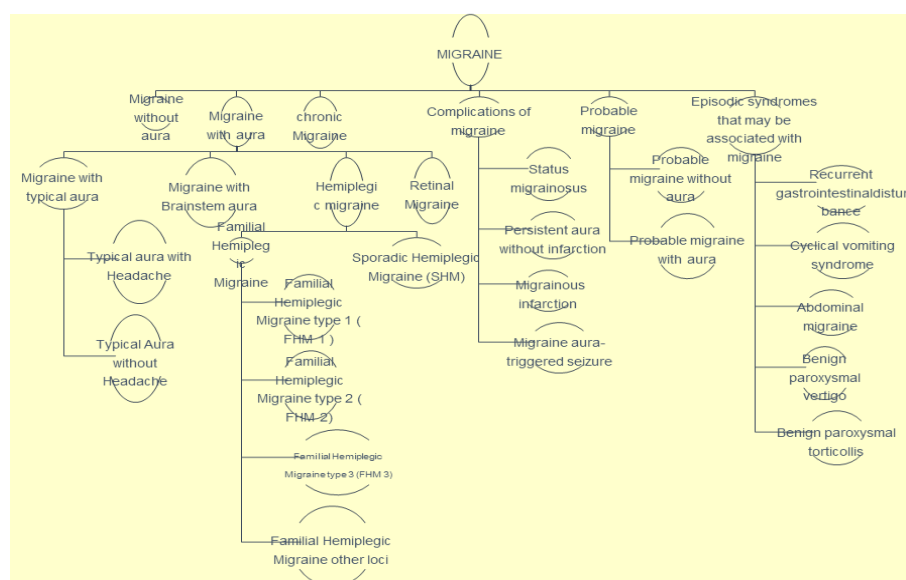 MIGRAINE
Migraine
without
aura
Migraine
with aura
chronic
Migraine
Complications of
migraine
Probable
migraine
Episodic syndromes
that may be
associated with
migraine
Migraine with
typical aura
Migraine with
Brainstem aura
Hemiplegi
c migraine
Retinal
Migraine
Status
migrainosus
Probable
migraine without
aura
Recurrent
gastrointestinaldistur
bance
Typical aura with
Headache
Familial
Hemipleg
ic
Migraine
Sporadic Hemiplegic
Migraine (SHM)
Persistent aura
without infarction
Probable migraine
with aura
Cyclical vomiting
syndrome
Familial
Hemiplegic
Migraine type 1 (
FHM-1 )
Migrainous
infarction
Abdominal
migraine
Typical Aura
without
Headache
Familial
Hemiplegic
Migraine type 2 (
FHM-2)
Migraine aura-
triggered seizure
Benign
paroxysmal
vertigo
Familial Hemiplegic
Migraine type 3 (FHM 3)
Benign paroxysmal
torticollis
Familial Hemiplegic
Migraine other loci